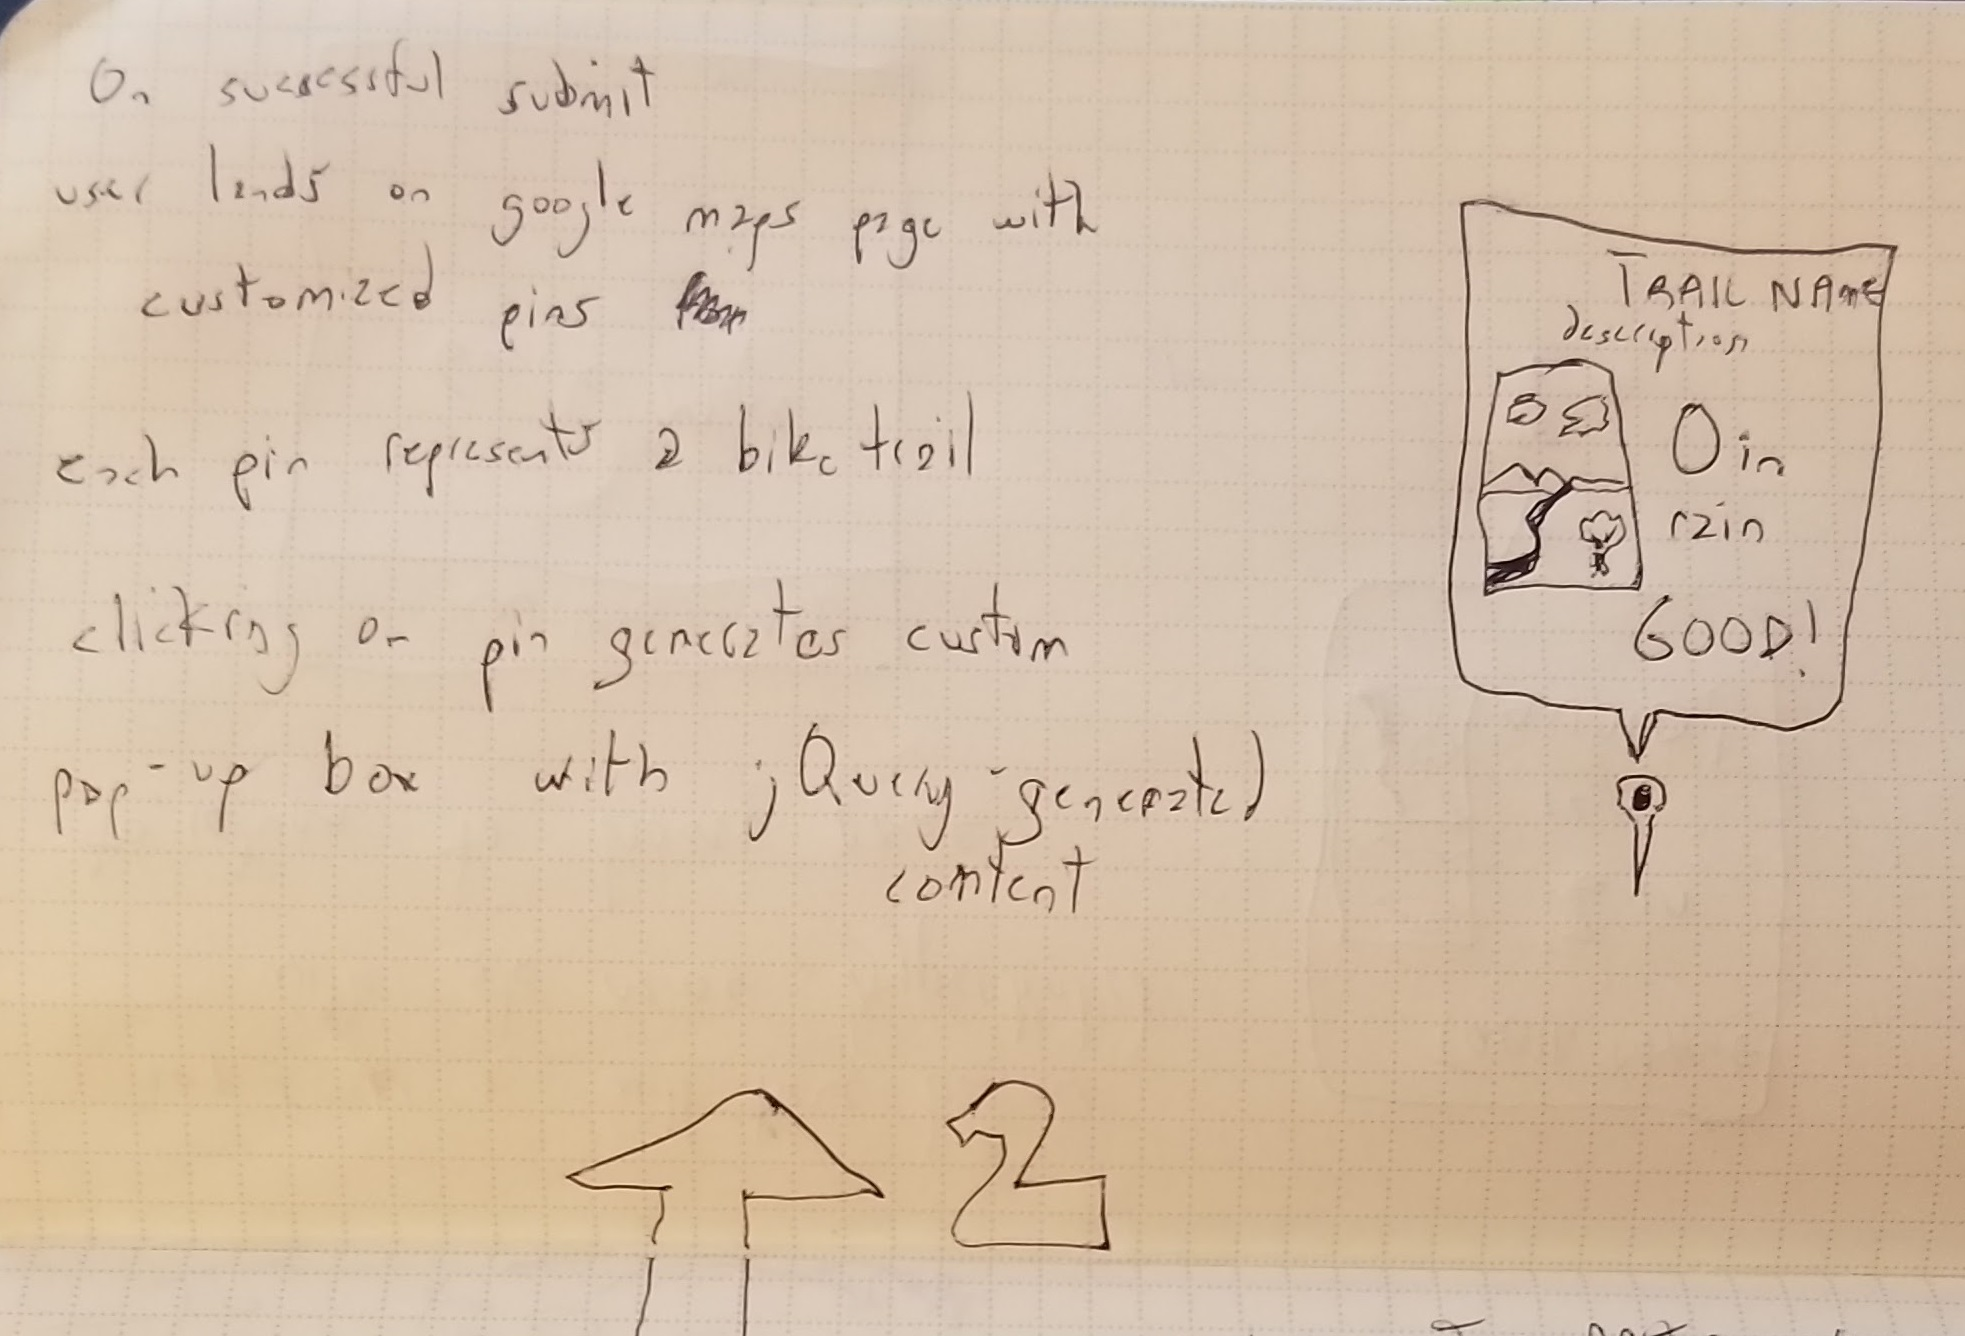 On successful submit
user lands on google maps page with
customized pins
each pin represents a bike trail
clicking on pin generates custom
pop-up box with jQuery-generated
content
TRAIL NAME
description
0 in
rain
GOOD!
2